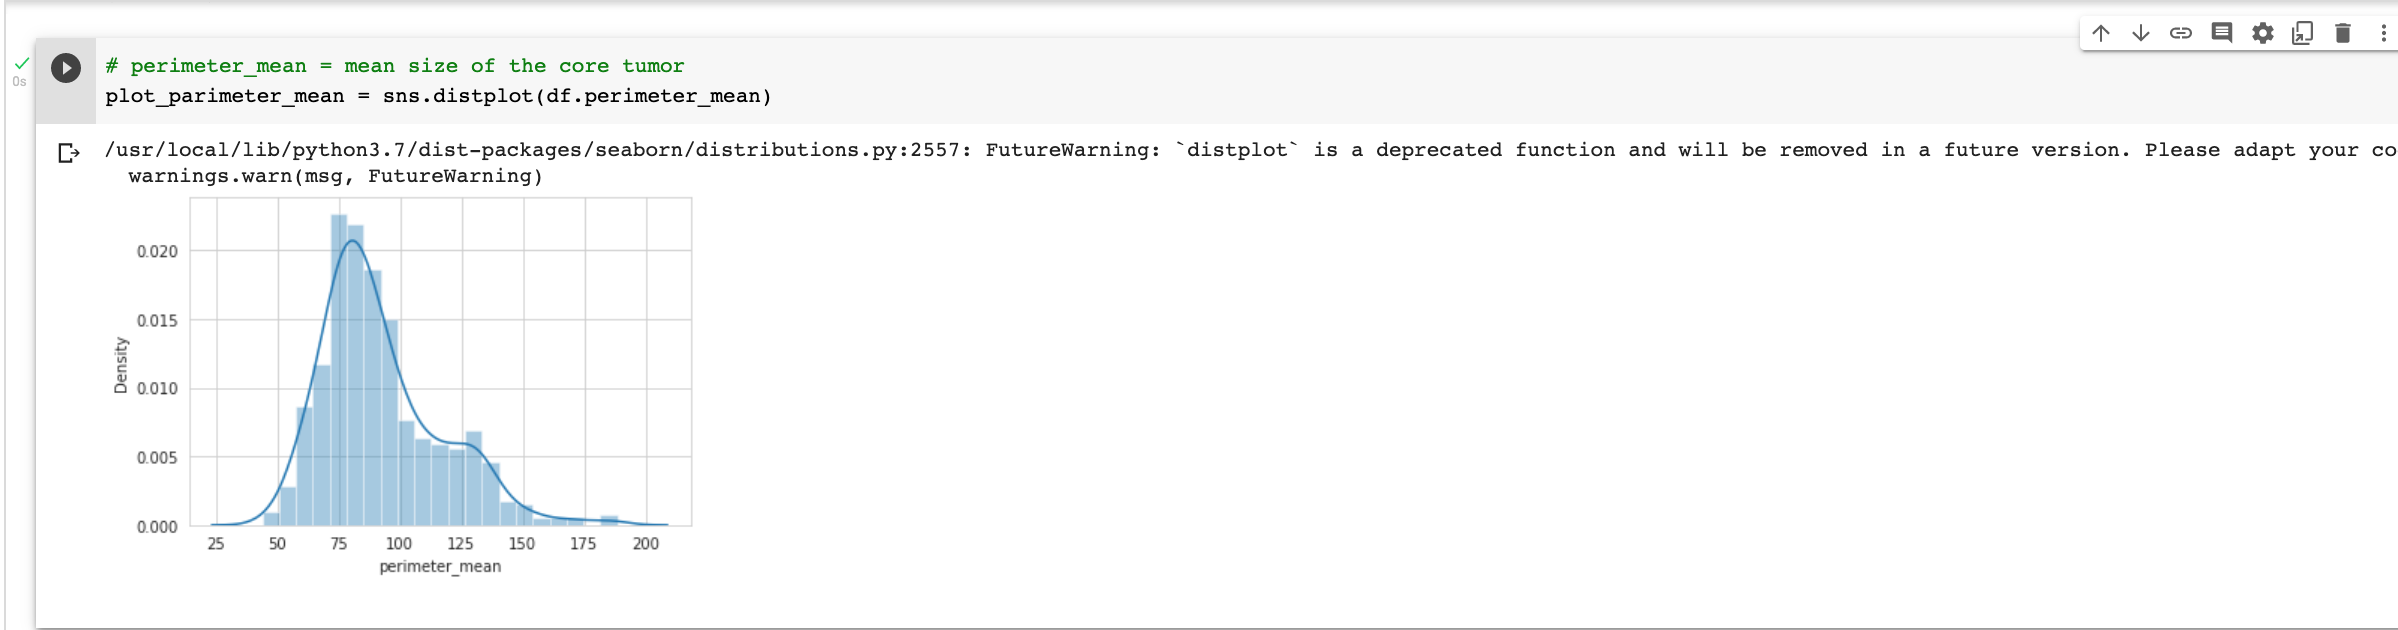 # perimeter_mean = mean size of the core tumor
0s
plot_parimeter_mean = sns.distplot(df.perimeter_mean)
/usr/local/lib/python3.7/dist-packages/seaborn/distributions.py:2557: FutureWarning: `distplot` is a deprecated function and will be removed in a future version. Please adapt your co
warnings.warn(msg, FutureWarning)
0.020
0.015
Density
0.010
0.005
0.000
25 50 75 100 125 150 175 200
perimeter_mean